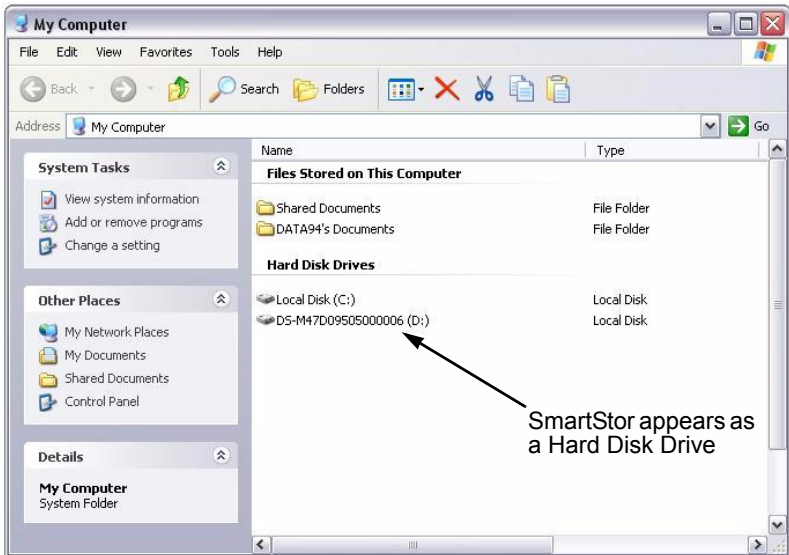 My Computer
File Edit View Favorites Tools Help
Back Search Folders
Address My Computer Go
System Tasks
View system information
Add or remove programs
Change a setting
Other Places
My Network Places
My Documents
Shared Documents
Control Panel
Details
My Computer
System Folder
Name Type
Files Stored on This Computer
Shared Documents File Folder
DATA94's Documents File Folder
Hard Disk Drives
Local Disk (C:) Local Disk
DS-M47D09505000006 (D:) Local Disk
SmartStor appears as
a Hard Disk Drive